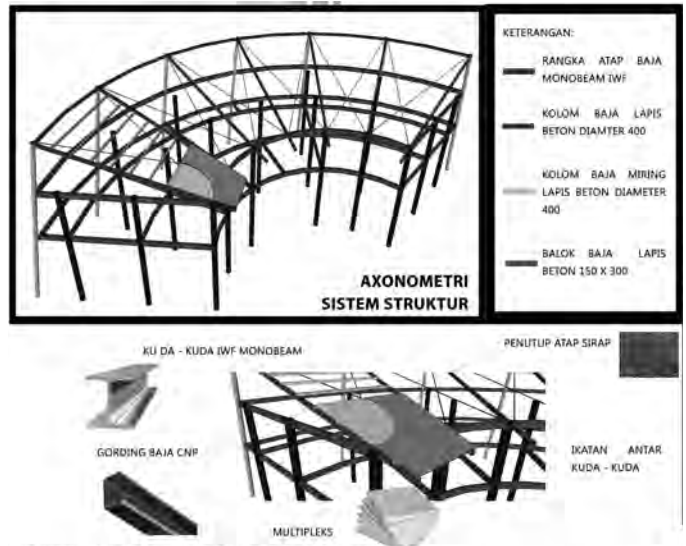 KETERANGAN:
RANGKA ATAP BAJA
MONOBEAM IWF
KOLOM BAJA LAPIS
BETON DIAMTER 400
KOLOM BAJA MIRING
LAPIS BETON DIAMETER
400
BALOK BAJA LAPIS
BETON 150 X 300
AXONOMETRI
SISTEM STRUKTUR
KU DA - KUDA IWF MONOBEAM
PENUTUP ATAP SIRAP
GORDING BAJA CNP
IKATAN ANTAR
KUDA - KUDA
MULTIPLEKS